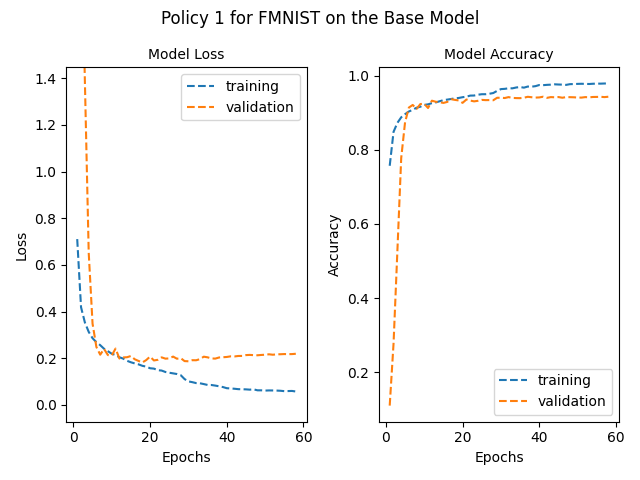 Policy 1 for FMNIST on the Base Model
Model Loss
training
validation
1.4
1.2
1.0
0.8
0.6
0.4
0.2
0.0
Loss
0
20
40
60
Epochs
Model Accuracy
1.0
0.8
0.6
0.4
0.2
Accuracy
training
validation
0
20
40
60
Epochs